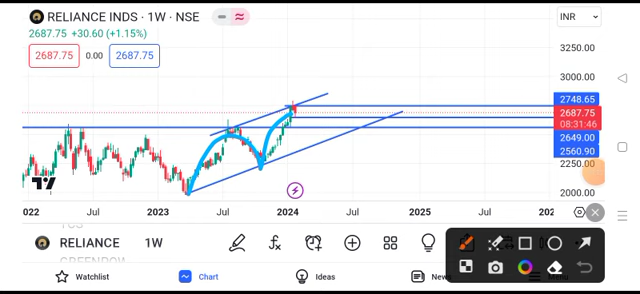 RELIANCE INDS · 1W · NSE
INR
2687.75 +30.60 (+1.15%)
2687.75 0.00 2687.75
3250.00
3000.00
2748.65
2687.75
08:31:46
2649.00
2560.90
2250.00
2000.00
022 Jul 2023 Jul 2024 Jul 2025 Jul 202
RELIANCE 1W
Watchlist Chart Ideas News